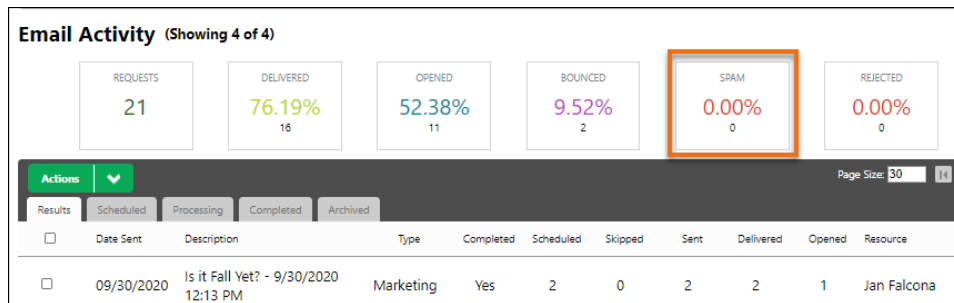 Email Activity (Showing 4 of 4)
REQUESTS DELIVERED OPENED BOUNCED SPAM REJECTED
21 76.19% 52.38% 9.52% 0.00% 0.00%
16 11 2 0 0
Actions Page Size: 30
Results Scheduled Processing Completed Archived
Date Sent Description Type Completed Scheduled Skipped Sent Delivered Opened Resource
09/30/2020 Is it Fall Yet? - 9/30/2020 Marketing Yes 2 0 2 2 1 Jan Falcona
12:13 PM